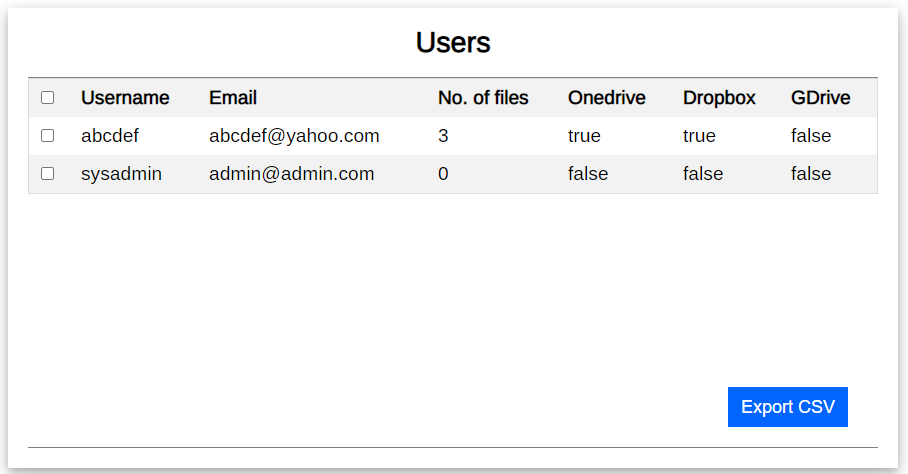 Users
Username Email No. of files Onedrive Dropbox GDrive
abcdef abcdef@yahoo.com 3 true true false
sysadmin admin@admin.com 0 false false false
Export CSV